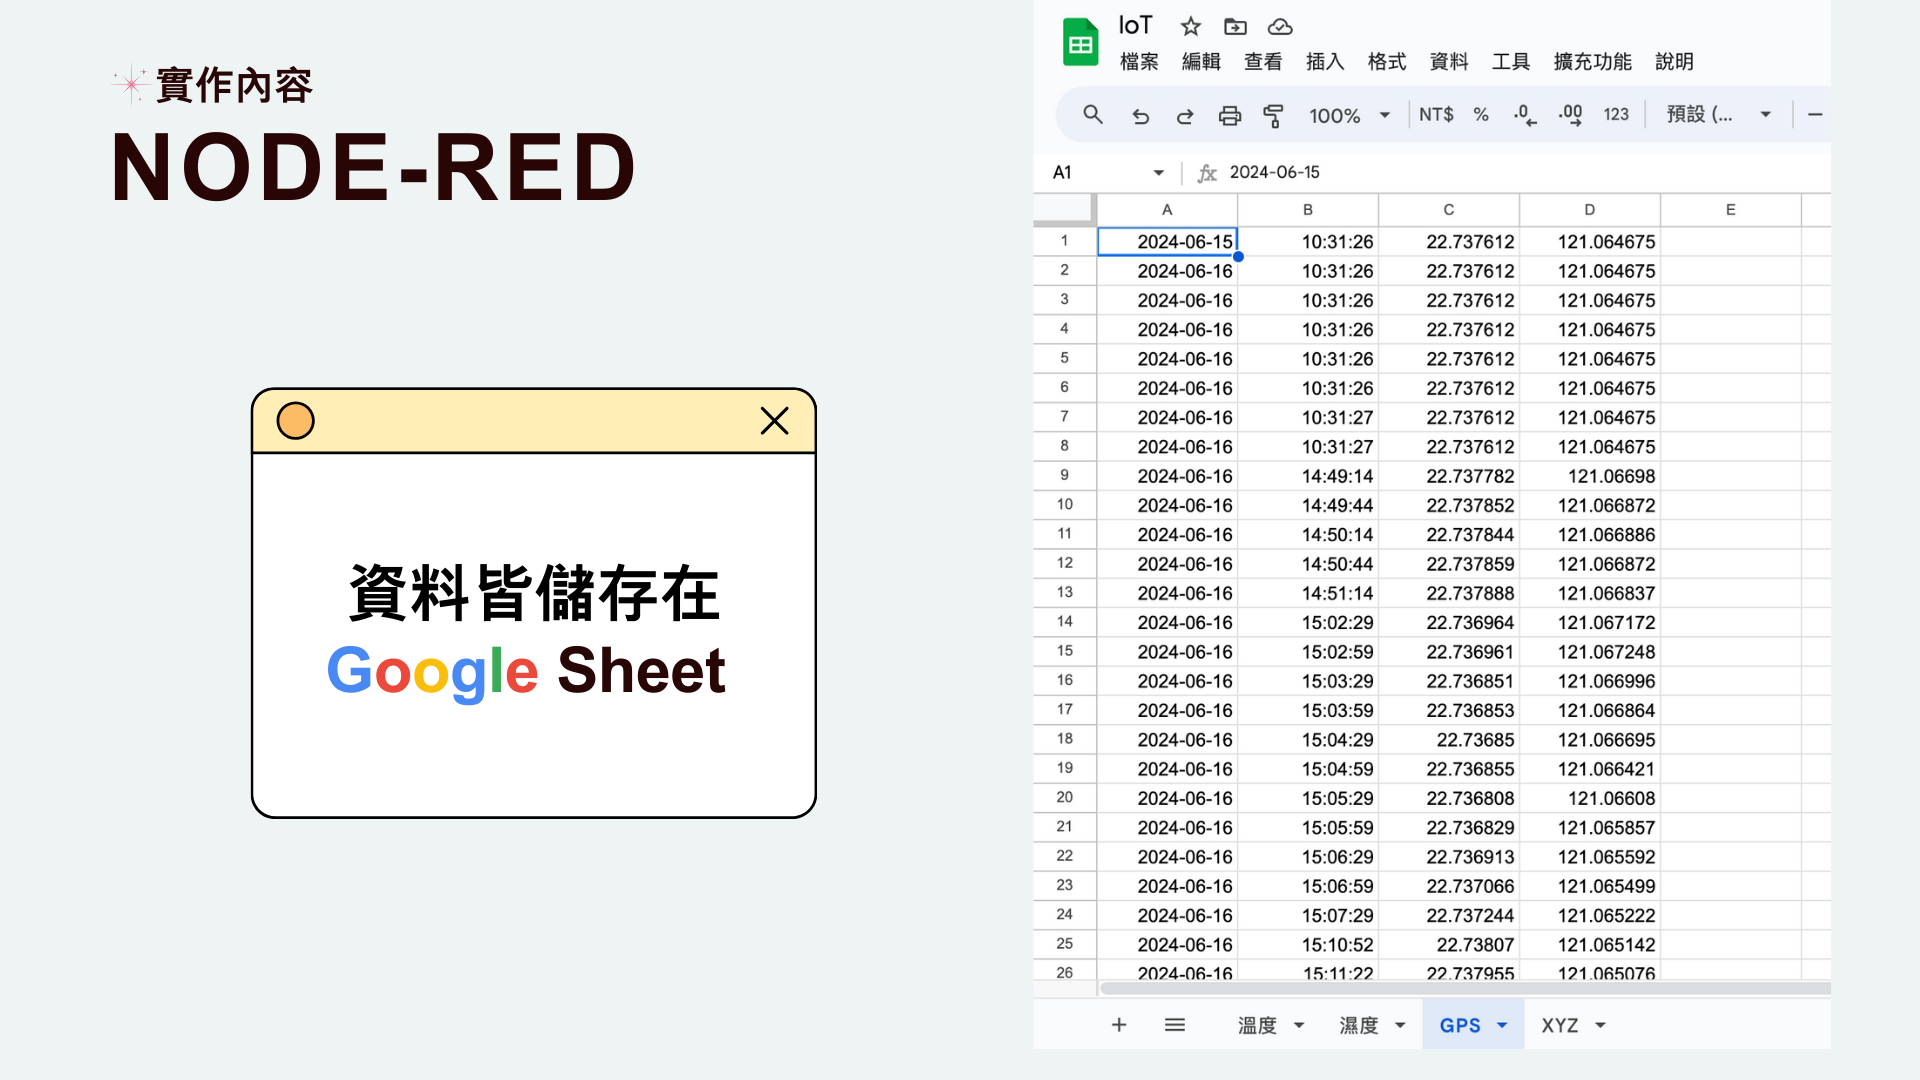 實作內容
NODE-RED
資料皆儲存在
Google Sheet
IoT
檔案 編輯 查看 插入 格式 資料 工具 擴充功能 說明
100% NT$ % .0 .00 123 預設 (...
A1 fx 2024-06-15
A B C D E
1 2024-06-15 10:31:26 22.737612 121.064675
2 2024-06-16 10:31:26 22.737612 121.064675
3 2024-06-16 10:31:26 22.737612 121.064675
4 2024-06-16 10:31:26 22.737612 121.064675
5 2024-06-16 10:31:26 22.737612 121.064675
6 2024-06-16 10:31:26 22.737612 121.064675
7 2024-06-16 10:31:27 22.737612 121.064675
8 2024-06-16 10:31:27 22.737612 121.064675
9 2024-06-16 14:49:14 22.737782 121.06698
10 2024-06-16 14:49:44 22.737852 121.066872
11 2024-06-16 14:50:14 22.737844 121.066886
12 2024-06-16 14:50:44 22.737859 121.066872
13 2024-06-16 14:51:14 22.737888 121.066837
14 2024-06-16 15:02:29 22.736964 121.067172
15 2024-06-16 15:02:59 22.736961 121.067248
16 2024-06-16 15:03:29 22.736851 121.066996
17 2024-06-16 15:03:59 22.736853 121.066864
18 2024-06-16 15:04:29 22.73685 121.066695
19 2024-06-16 15:04:59 22.736855 121.066421
20 2024-06-16 15:05:29 22.736808 121.06608
21 2024-06-16 15:05:59 22.736829 121.065857
22 2024-06-16 15:06:29 22.736913 121.065592
23 2024-06-16 15:06:59 22.737066 121.065499
24 2024-06-16 15:07:29 22.737244 121.065222
25 2024-06-16 15:10:52 22.73807 121.065142
26 2024-06-16 15:11:22 22.737955 121.065076
溫度 濕度 GPS XYZ